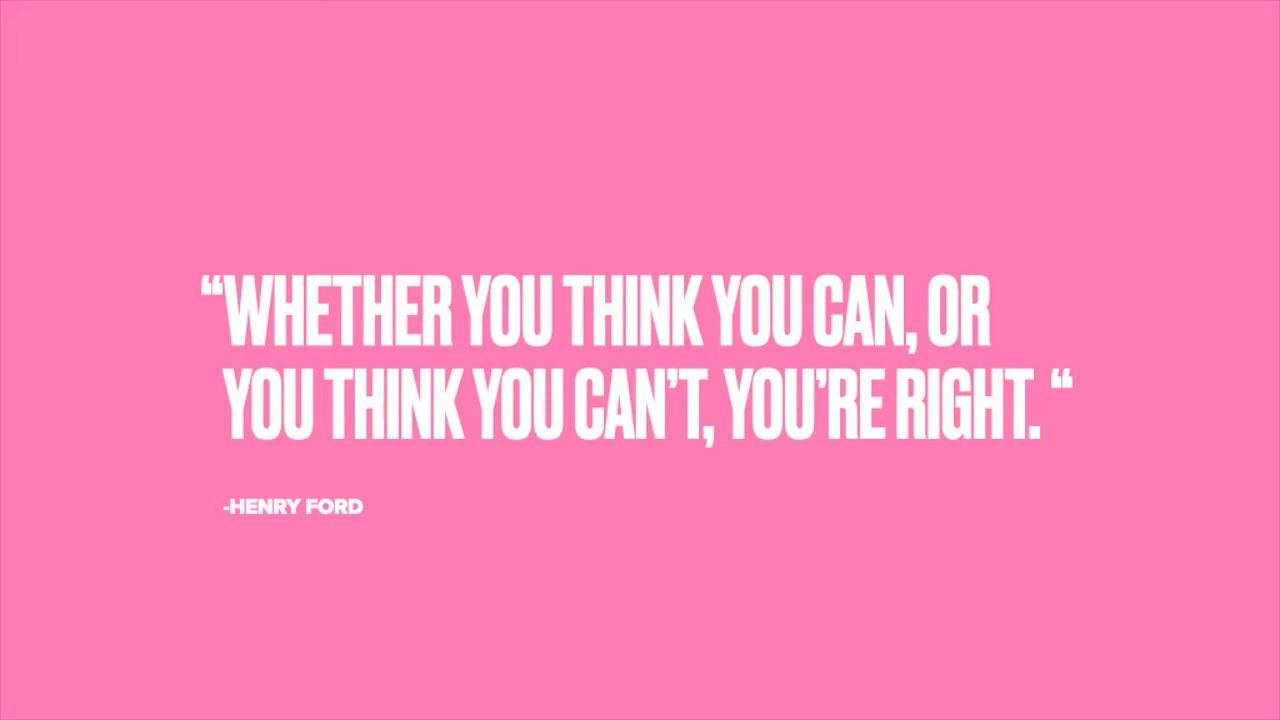 “WHETHER YOU THINK YOU CAN, OR
YOU THINK YOU CAN’T, YOU’RE RIGHT. “
-HENRY FORD